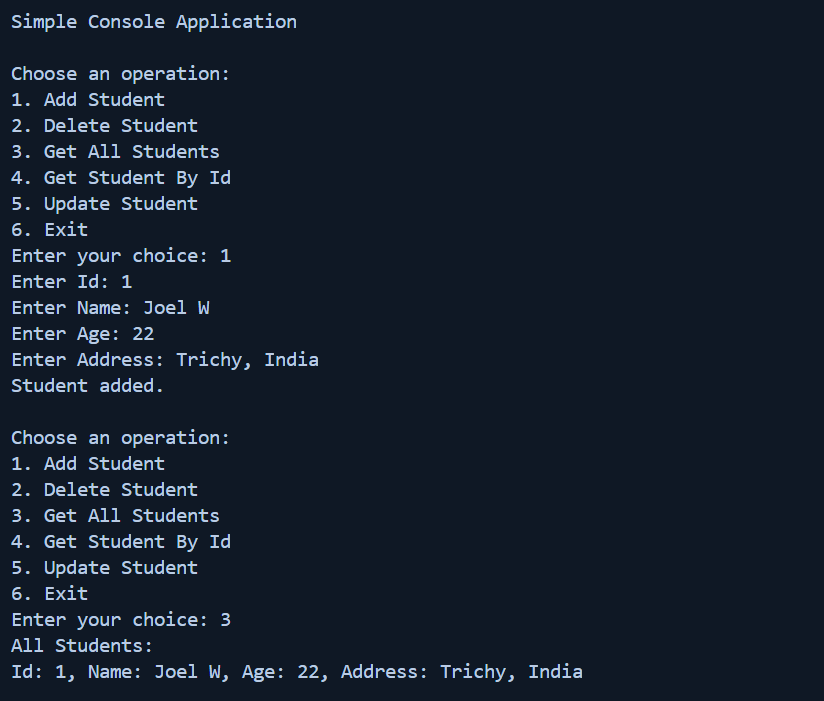 Simple Console Application
Choose an operation:
1. Add Student
2. Delete Student
3. Get All Students
4. Get Student By Id
5. Update Student
6. Exit
Enter your choice: 1
Enter Id: 1
Enter Name: Joel W
Enter Age: 22
Enter Address: Trichy, India
Student added.
Choose an operation:
1. Add Student
2. Delete Student
3. Get All Students
4. Get Student By Id
5. Update Student
6. Exit
Enter your choice: 3
All Students:
Id: 1, Name: Joel W, Age: 22, Address: Trichy, India